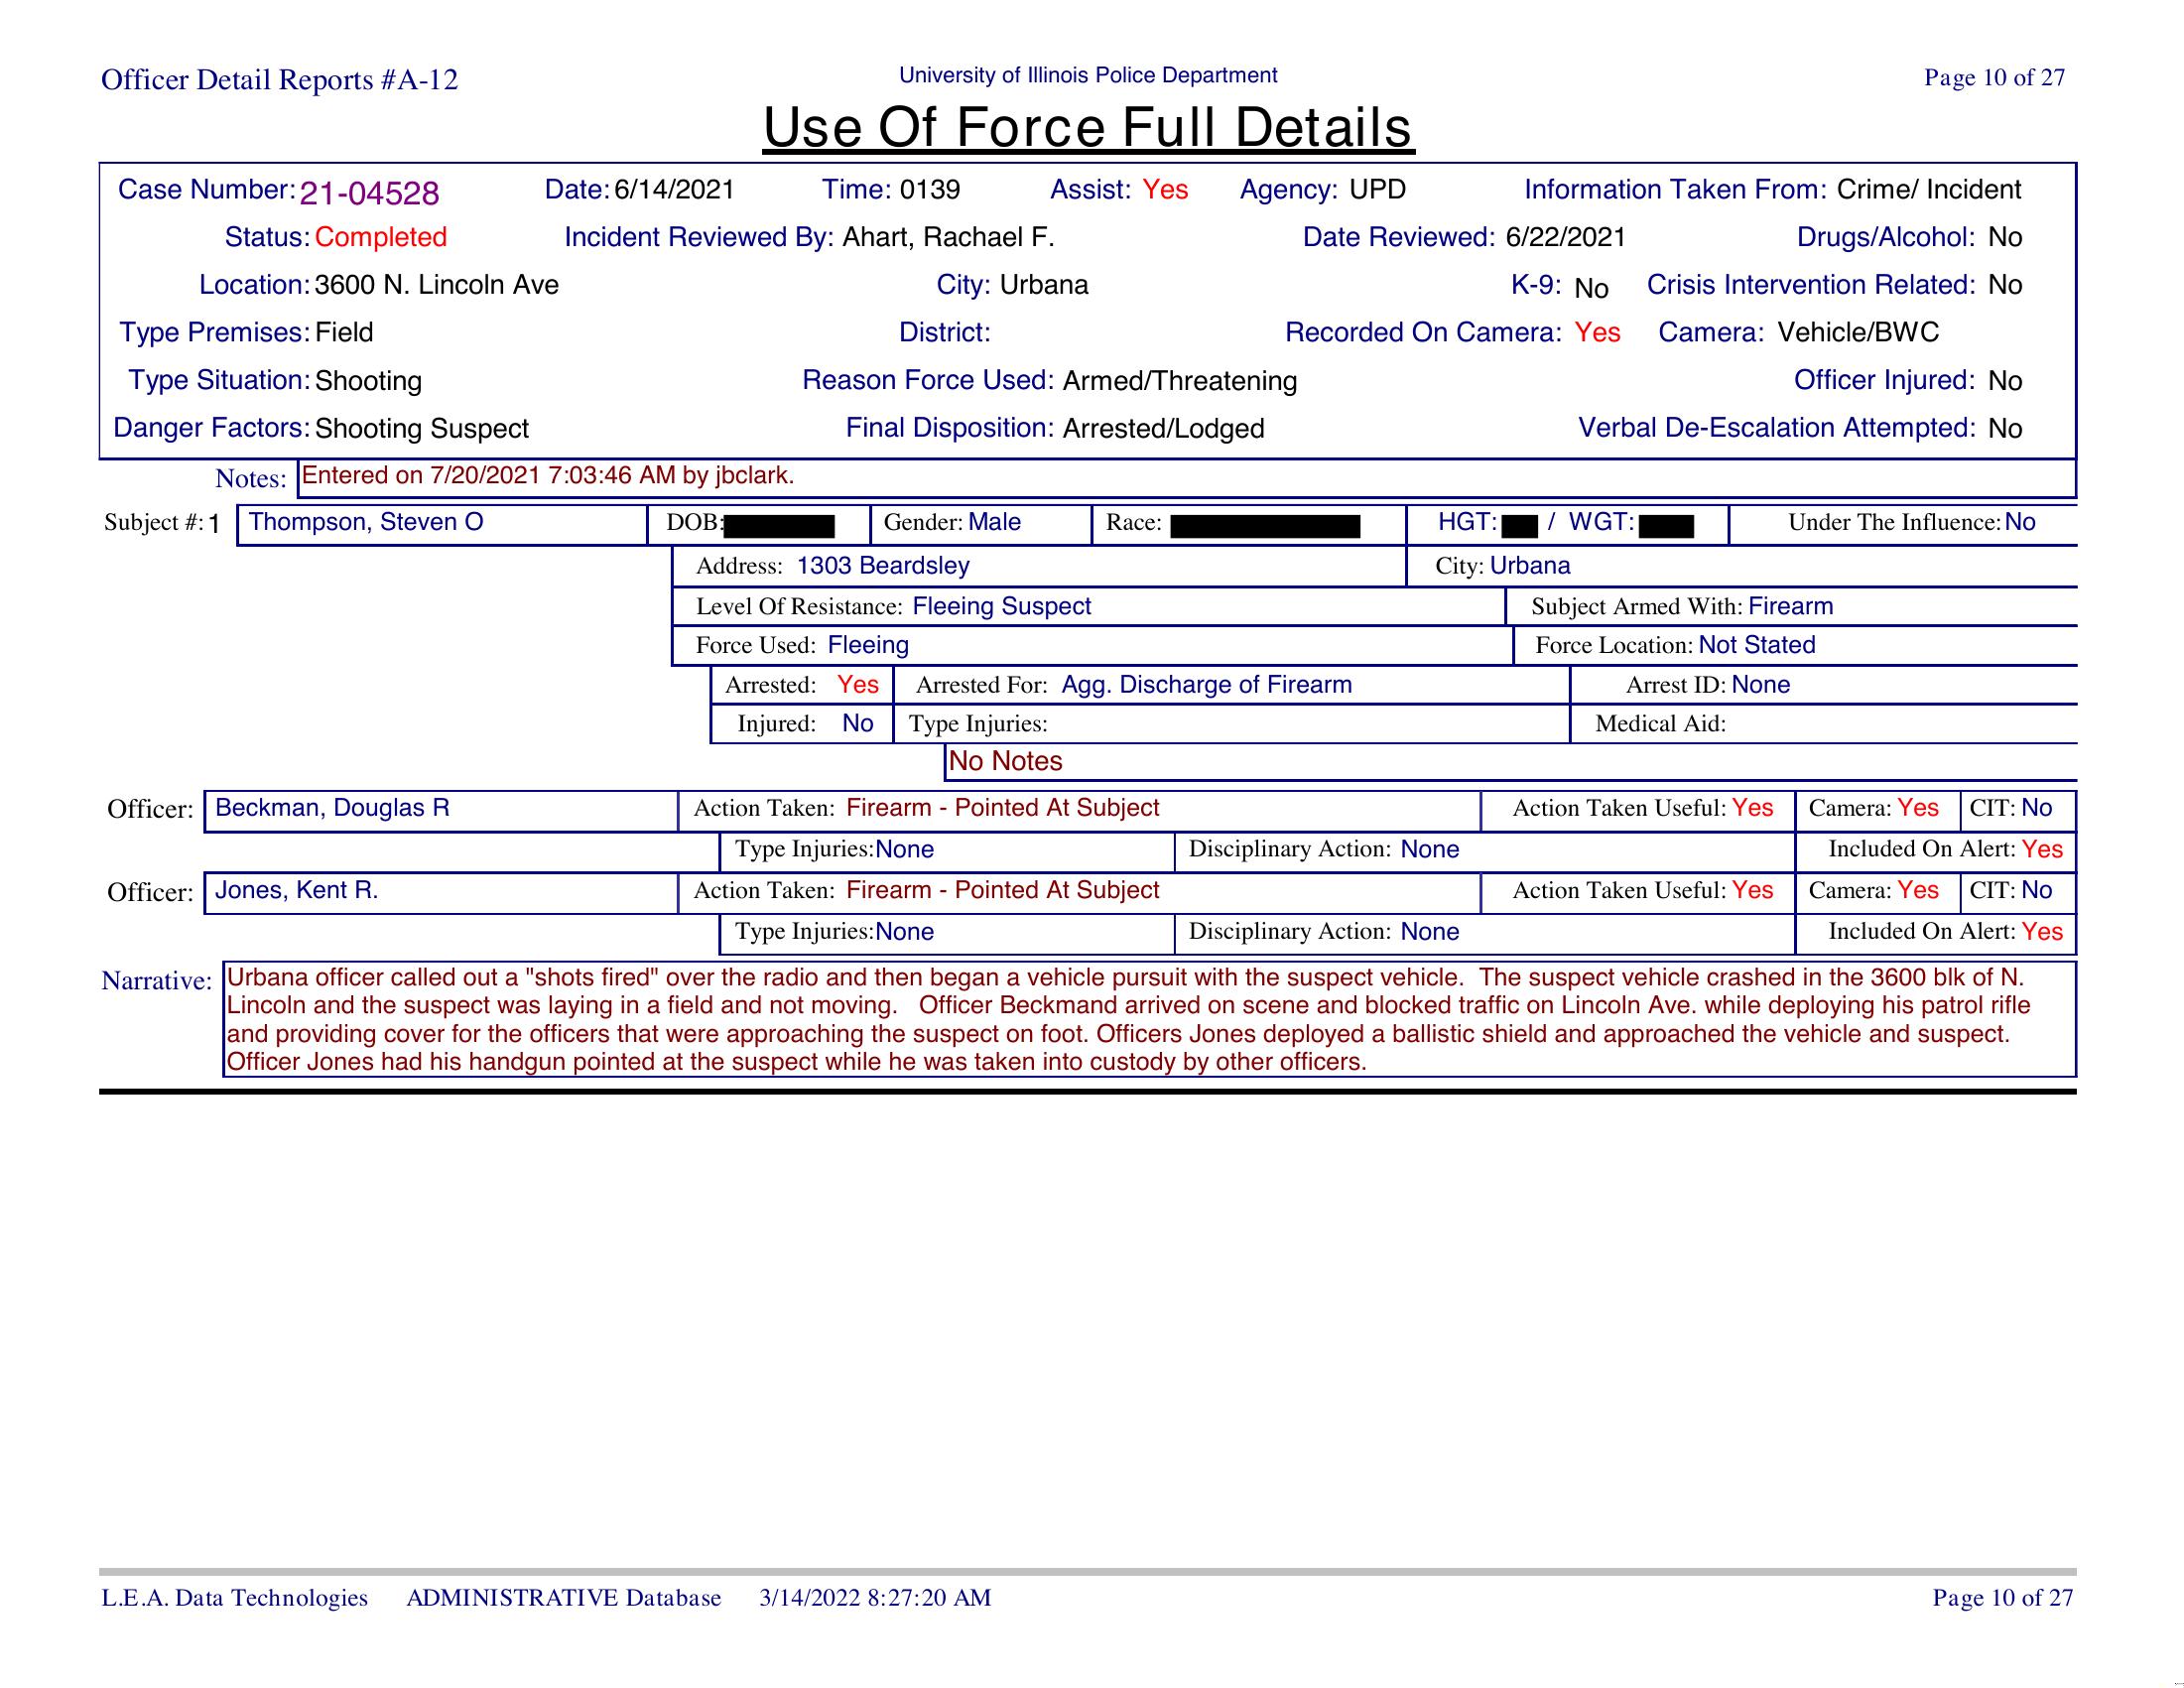 Officer Detail Reports #A-12 University of Illinois Police Department Page 10 of 27
Use Of Force Full Details
Case Number: 21-04528 Date: 6/14/2021 Time: 0139 Assist: Yes Agency: UPD Information Taken From: Crime/ Incident
Status: Completed Incident Reviewed By: Ahart, Rachael F. Date Reviewed: 6/22/2021 Drugs/Alcohol: No
Location: 3600 N. Lincoln Ave City: Urbana K-9: No Crisis Intervention Related: No
Type Premises: Field District: Recorded On Camera: Yes Camera: Vehicle/BWC
Type Situation: Shooting Reason Force Used: Armed/Threatening Officer Injured: No
Danger Factors: Shooting Suspect Final Disposition: Arrested/Lodged Verbal De-Escalation Attempted: No
Notes: Entered on 7/20/2021 7:03:46 AM by jbclark.
Subject #: 1 Thompson, Steven O DOB: Gender: Male Race: HGT: / WGT: Under The Influence: No
Address: 1303 Beardsley City: Urbana
Level Of Resistance: Fleeing Suspect Subject Armed With: Firearm
Force Used: Fleeing Force Location: Not Stated
Arrested: Yes Arrested For: Agg. Discharge of Firearm Arrest ID: None
Injured: No Type Injuries: Medical Aid:
No Notes
Officer: Beckman, Douglas R Action Taken: Firearm - Pointed At Subject Action Taken Useful: Yes Camera: Yes CIT: No
Type Injuries: None Disciplinary Action: None Included On Alert: Yes
Officer: Jones, Kent R. Action Taken: Firearm - Pointed At Subject Action Taken Useful: Yes Camera: Yes CIT: No
Type Injuries: None Disciplinary Action: None Included On Alert: Yes
Narrative: Urbana officer called out a "shots fired" over the radio and then began a vehicle pursuit with the suspect vehicle. The suspect vehicle crashed in the 3600 blk of N.
Lincoln and the suspect was laying in a field and not moving. Officer Beckmand arrived on scene and blocked traffic on Lincoln Ave. while deploying his patrol rifle
and providing cover for the officers that were approaching the suspect on foot. Officers Jones deployed a ballistic shield and approached the vehicle and suspect.
Officer Jones had his handgun pointed at the suspect while he was taken into custody by other officers.
L.E.A. Data Technologies ADMINISTRATIVE Database 3/14/2022 8:27:20 AM Page 10 of 27